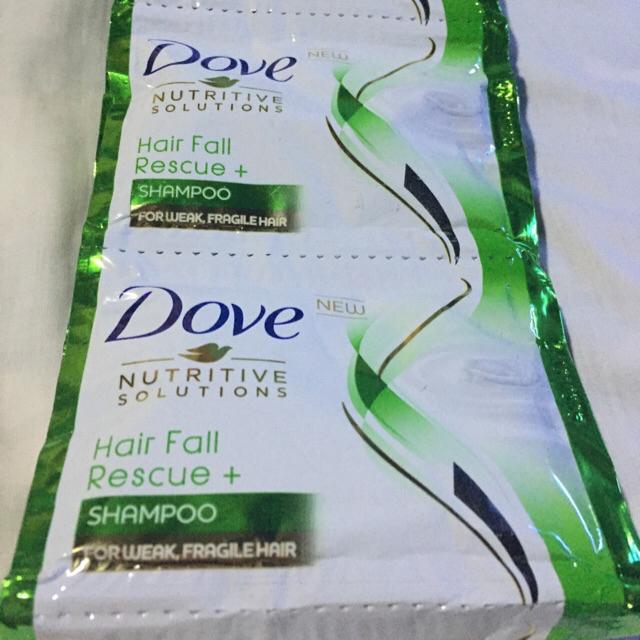 Dove
NEW
NUTRITIVE
SOLUTIONS
Hair Fall
Rescue +
SHAMPOO
FOR WEAK, FRAGILE HAIR
Dove
NEW
NUTRITIVE
SOLUTIONS
Hair Fall
Rescue +
SHAMPOO
FOR WEAK, FRAGILE HAIR